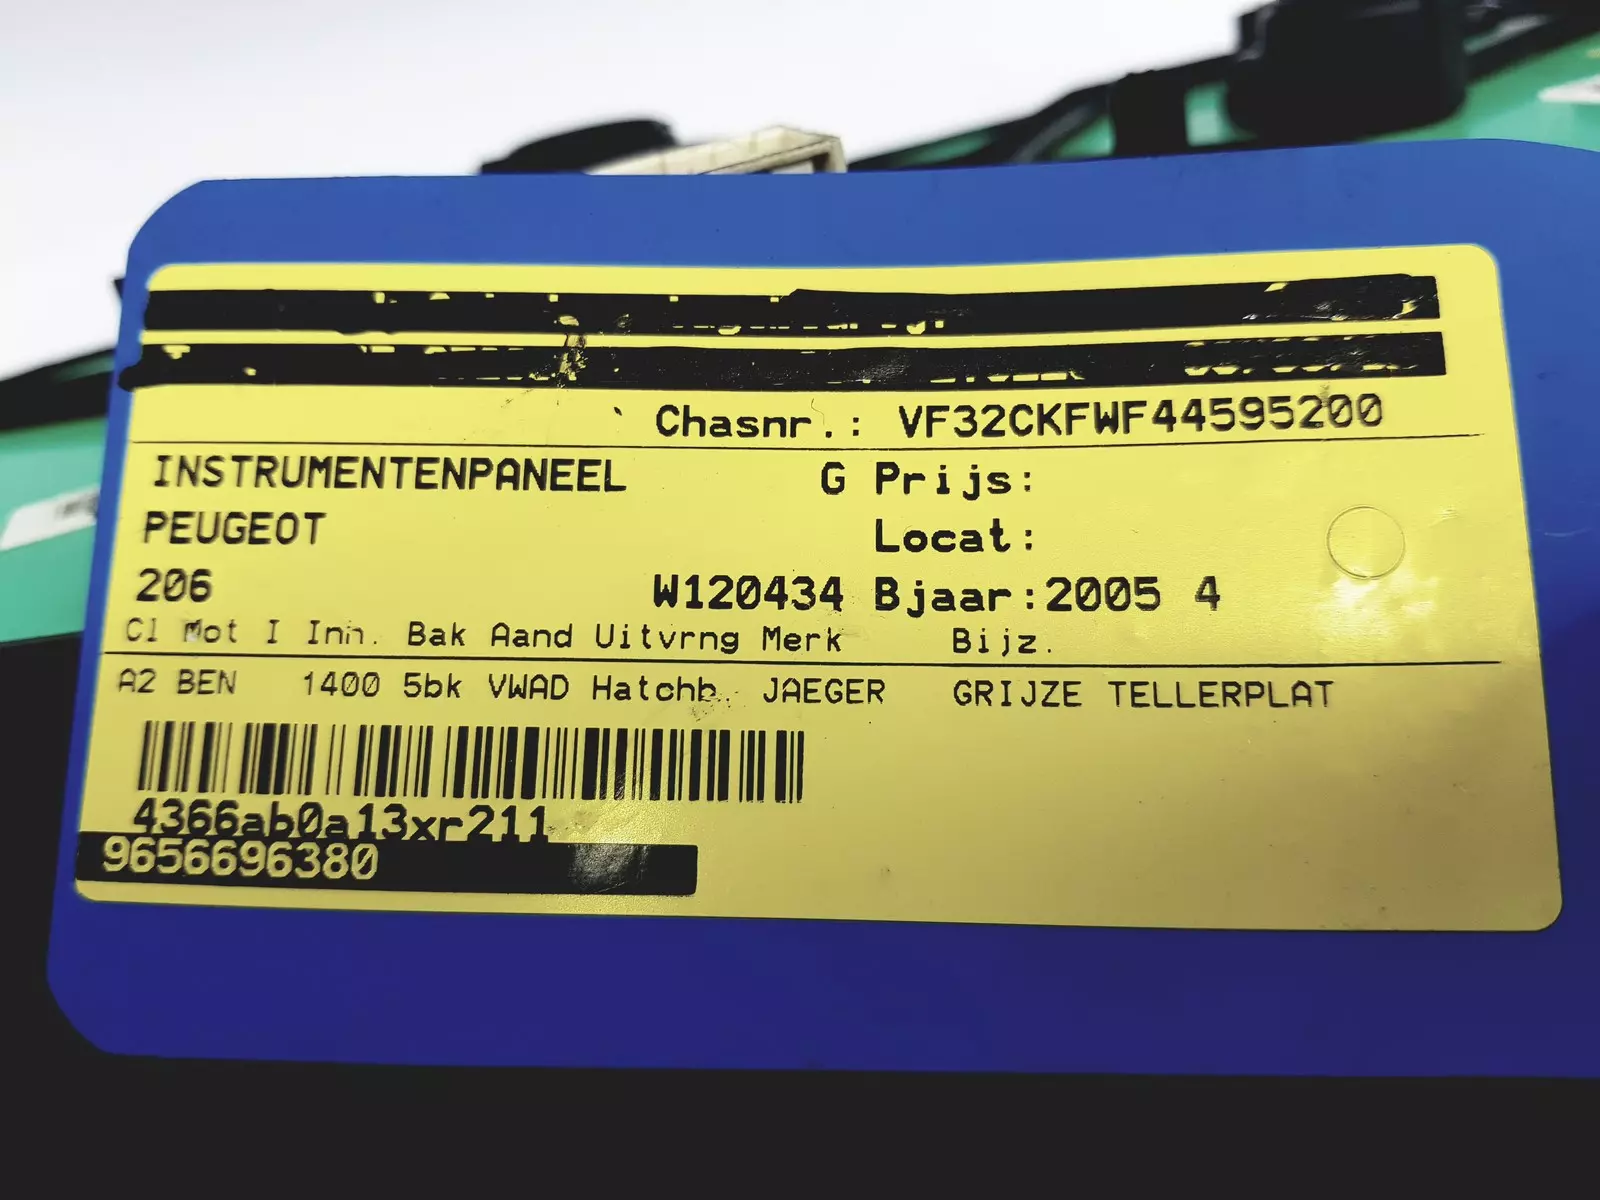 Chasnr.: VF32CKFWF44595200
INSTRUMENTENPANEEL G Prijs:
PEUGEOT Locat:
206 W120434 Bjaar:2005 4
Cl Mot I Inh. Bak Aand Uitvrng Merk Bijz.
A2 BEN 1400 5bk VWAD Hatchb. JAEGER GRIJZE TELLERPLAT
4366ab0a13xr211
9656696380